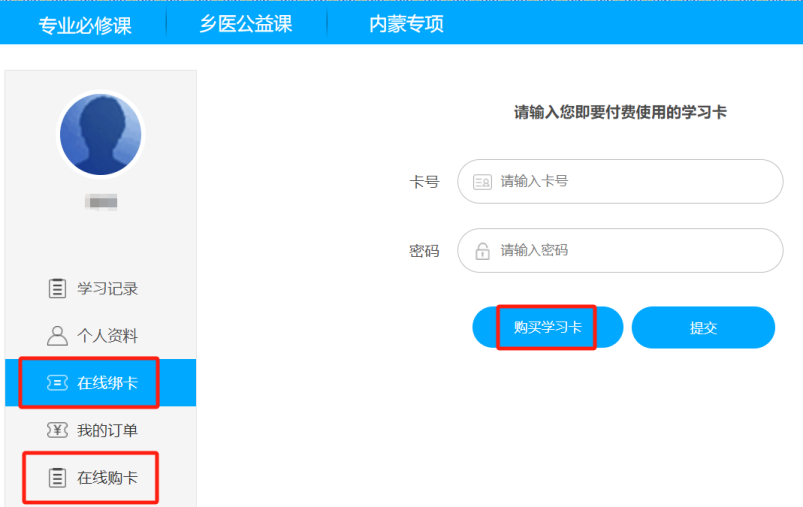 专业必修课 乡医公益课 内蒙专项
请输入您即要付费使用的学习卡
卡号 请输入卡号
密码 请输入密码
购买学习卡 提交
学习记录
个人资料
在线绑卡
我的订单
在线购卡